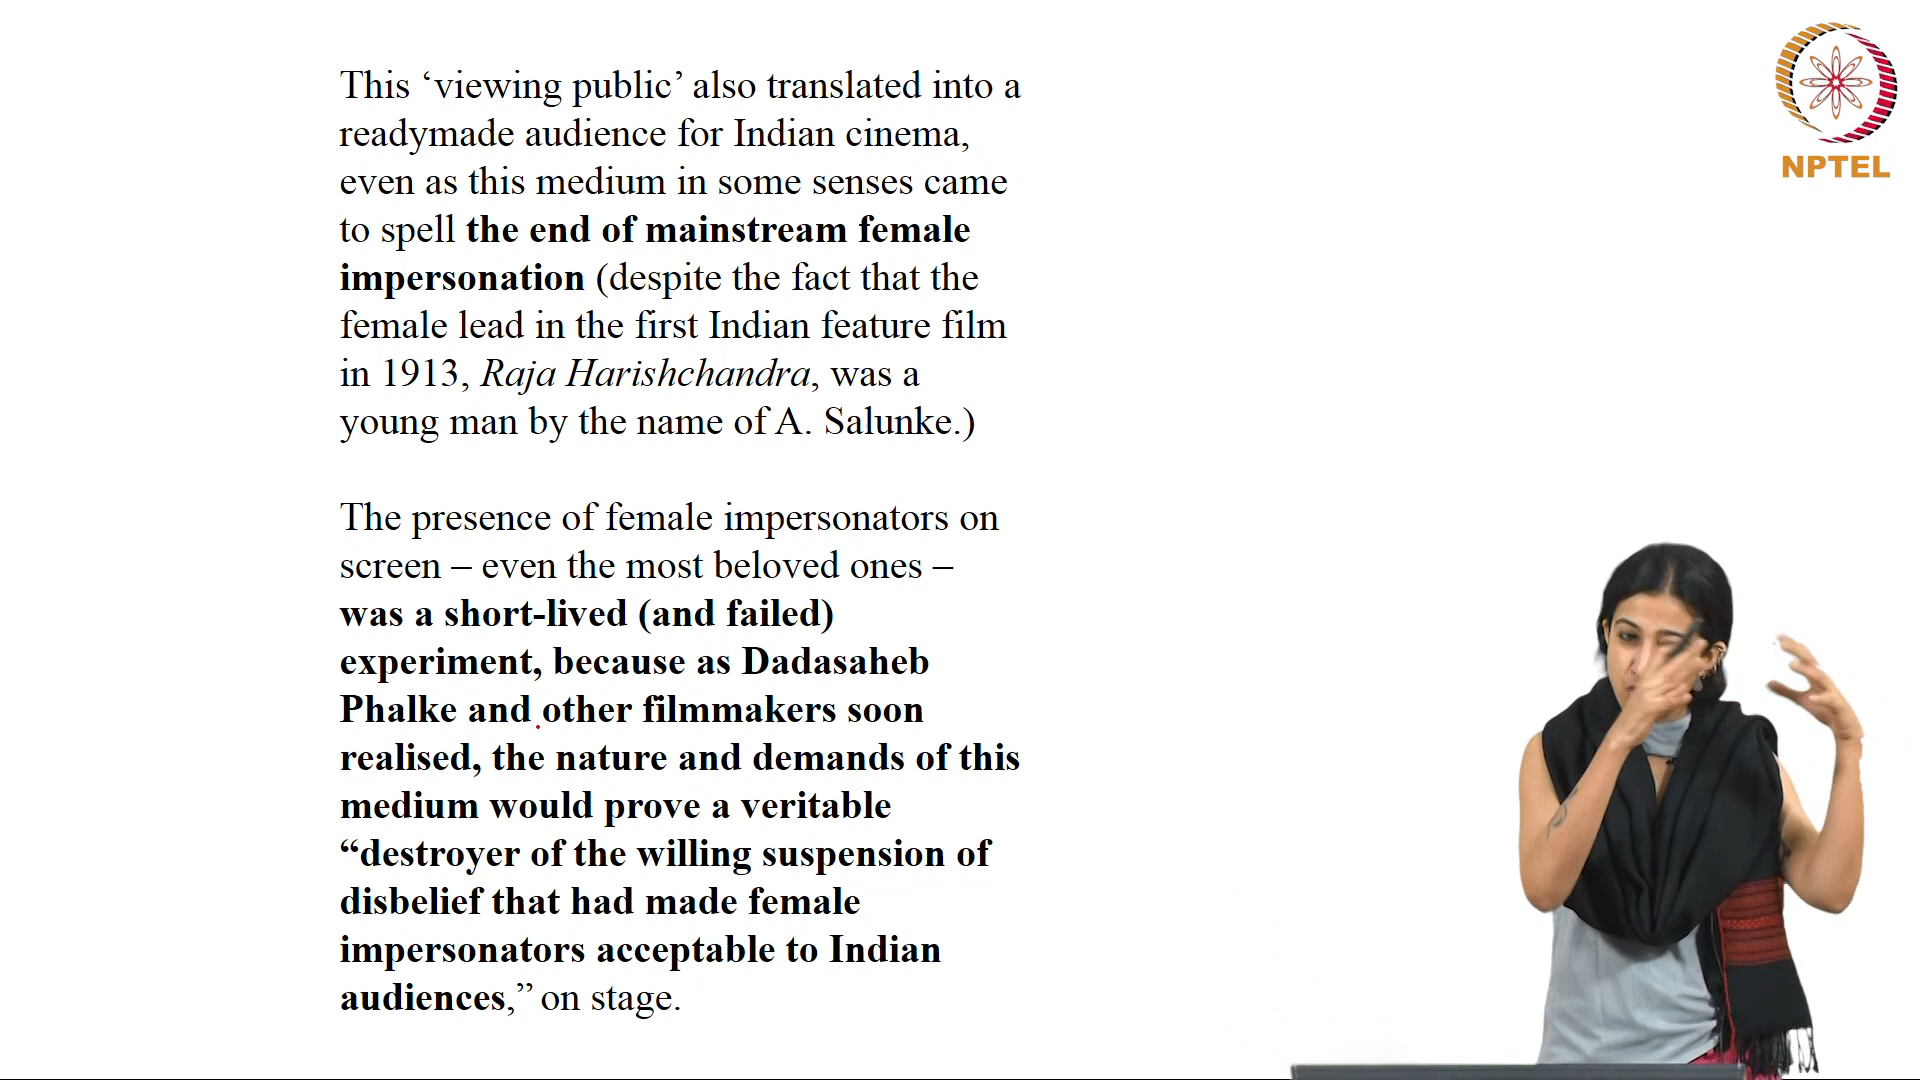 This ‘viewing public’ also translated into a
readymade audience for Indian cinema,
even as this medium in some senses came
to spell the end of mainstream female
impersonation (despite the fact that the
female lead in the first Indian feature film
in 1913, Raja Harishchandra, was a
young man by the name of A. Salunke.)
The presence of female impersonators on
screen – even the most beloved ones –
was a short-lived (and failed)
experiment, because as Dadasaheb
Phalke and other filmmakers soon
realised, the nature and demands of this
medium would prove a veritable
“destroyer of the willing suspension of
disbelief that had made female
impersonators acceptable to Indian
audiences,” on stage.
NPTEL